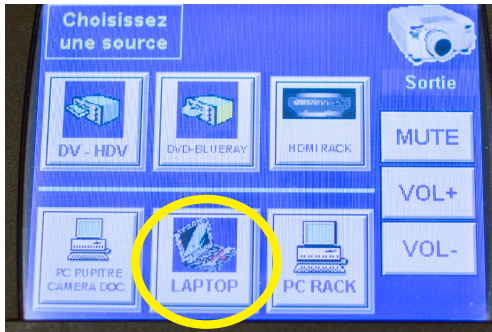 Choisissez
une source
Sortie
DV - HDV
DVD-BLUERAY
HDMI RACK
MUTE
VOL+
VOL-
PC PUPITRE
CAMERA DOC.
LAPTOP
PC RACK